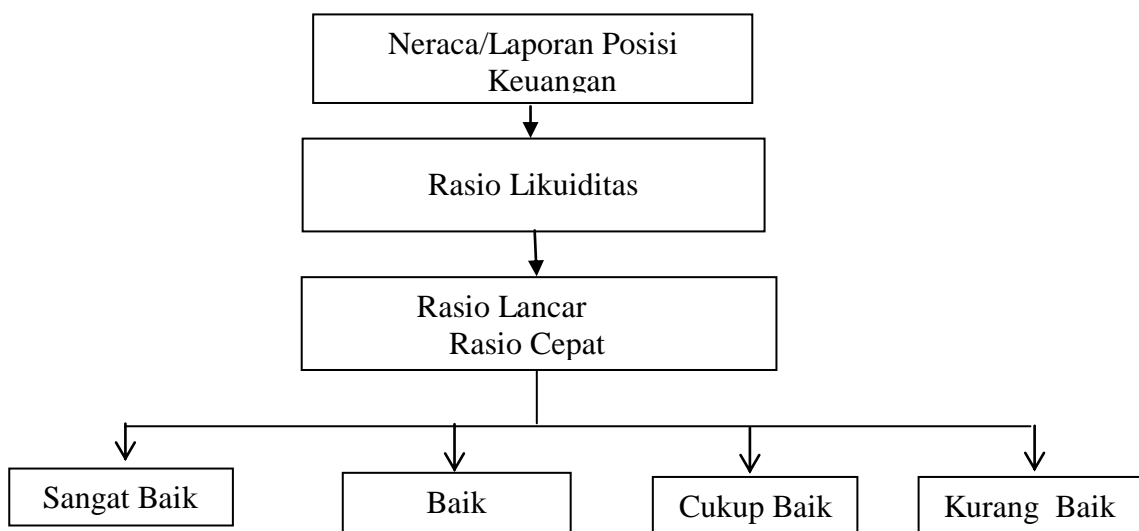 Neraca/Laporan Posisi
Keuangan
Rasio Likuiditas
Rasio Lancar
Rasio Cepat
Sangat Baik
Baik
Cukup Baik
Kurang Baik